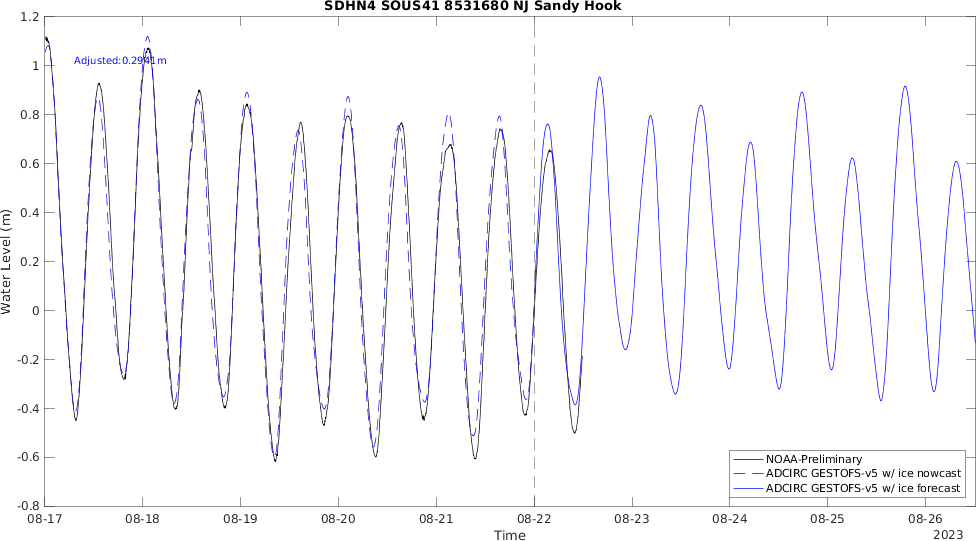 SDHN4 SOUS41 8531680 NJ Sandy Hook
1.2
1
0.8
0.6
0.4
0.2
0
-0.2
-0.4
-0.6
-0.8
Water Level (m)
Adjusted:0.2941m
NOAA-Preliminary
ADCIRC GESTOFS-v5 w/ ice nowcast
ADCIRC GESTOFS-v5 w/ ice forecast
08-17 08-18 08-19 08-20 08-21 08-22 08-23 08-24 08-25 08-26
Time
2023